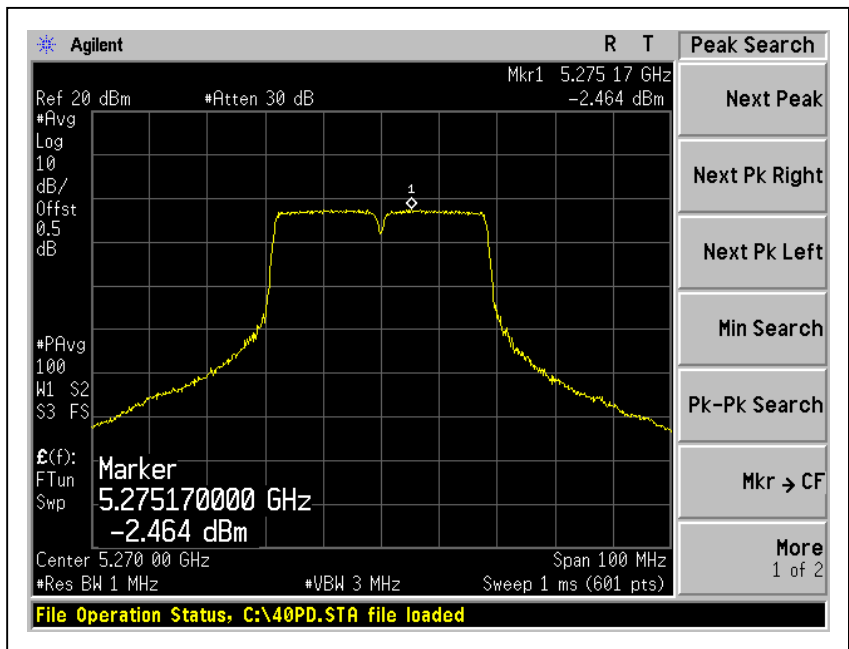 Agilent
R T
Peak Search
Mkr1 5.275 17 GHz
Ref 20 dBm #Atten 30 dB -2.464 dBm
#Avg
Log
10
dB/
Offst
0.5
dB
1
#PAvg
100
W1 S2
S3 FS
£(f):
FTun
Swp
Marker
5.275170000 GHz
-2.464 dBm
Center 5.270 00 GHz Span 100 MHz
#Res BW 1 MHz #VBW 3 MHz Sweep 1 ms (601 pts)
File Operation Status, C:\40PD.STA file loaded
Next Peak
Next Pk Right
Next Pk Left
Min Search
Pk-Pk Search
Mkr → CF
More
1 of 2